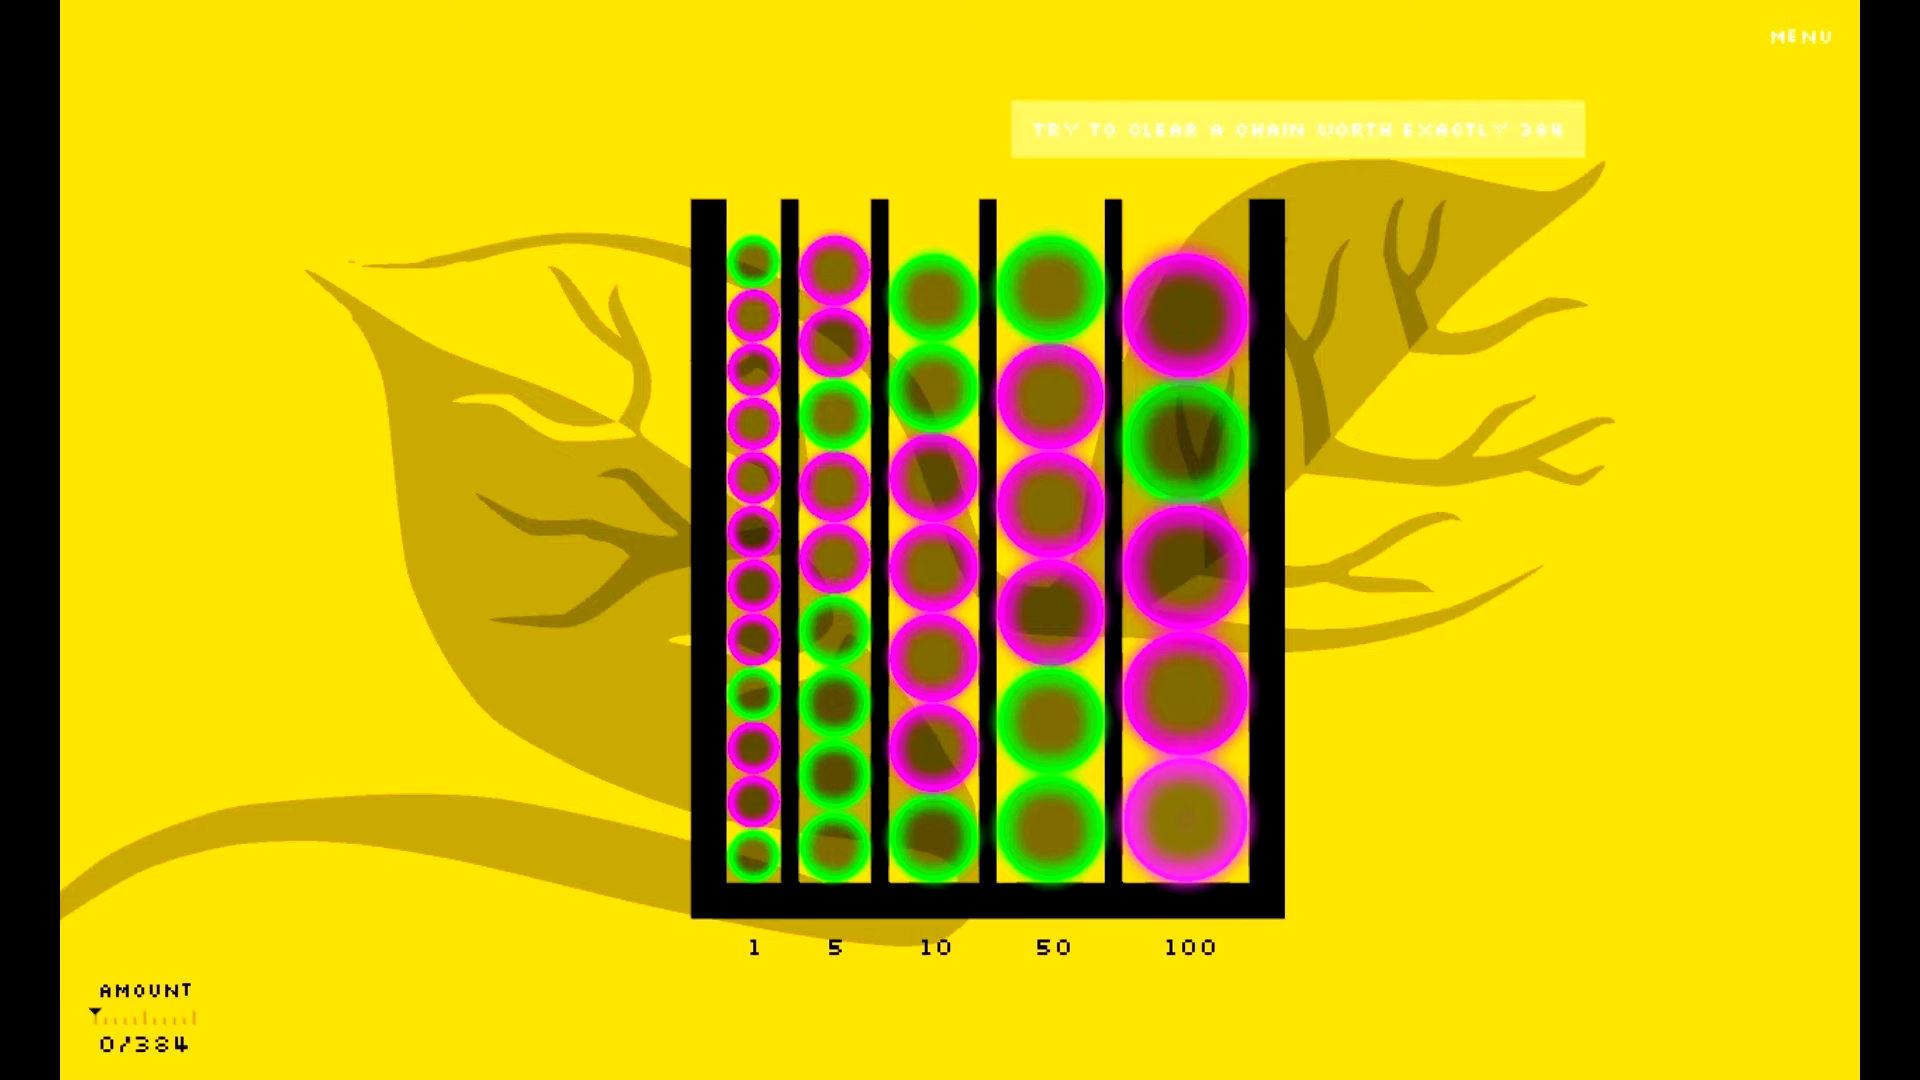 MENU
TRY TO CLEAR A CHAIN WORTH EXACTLY 384
1 5 10 50 100
AMOUNT
0/384